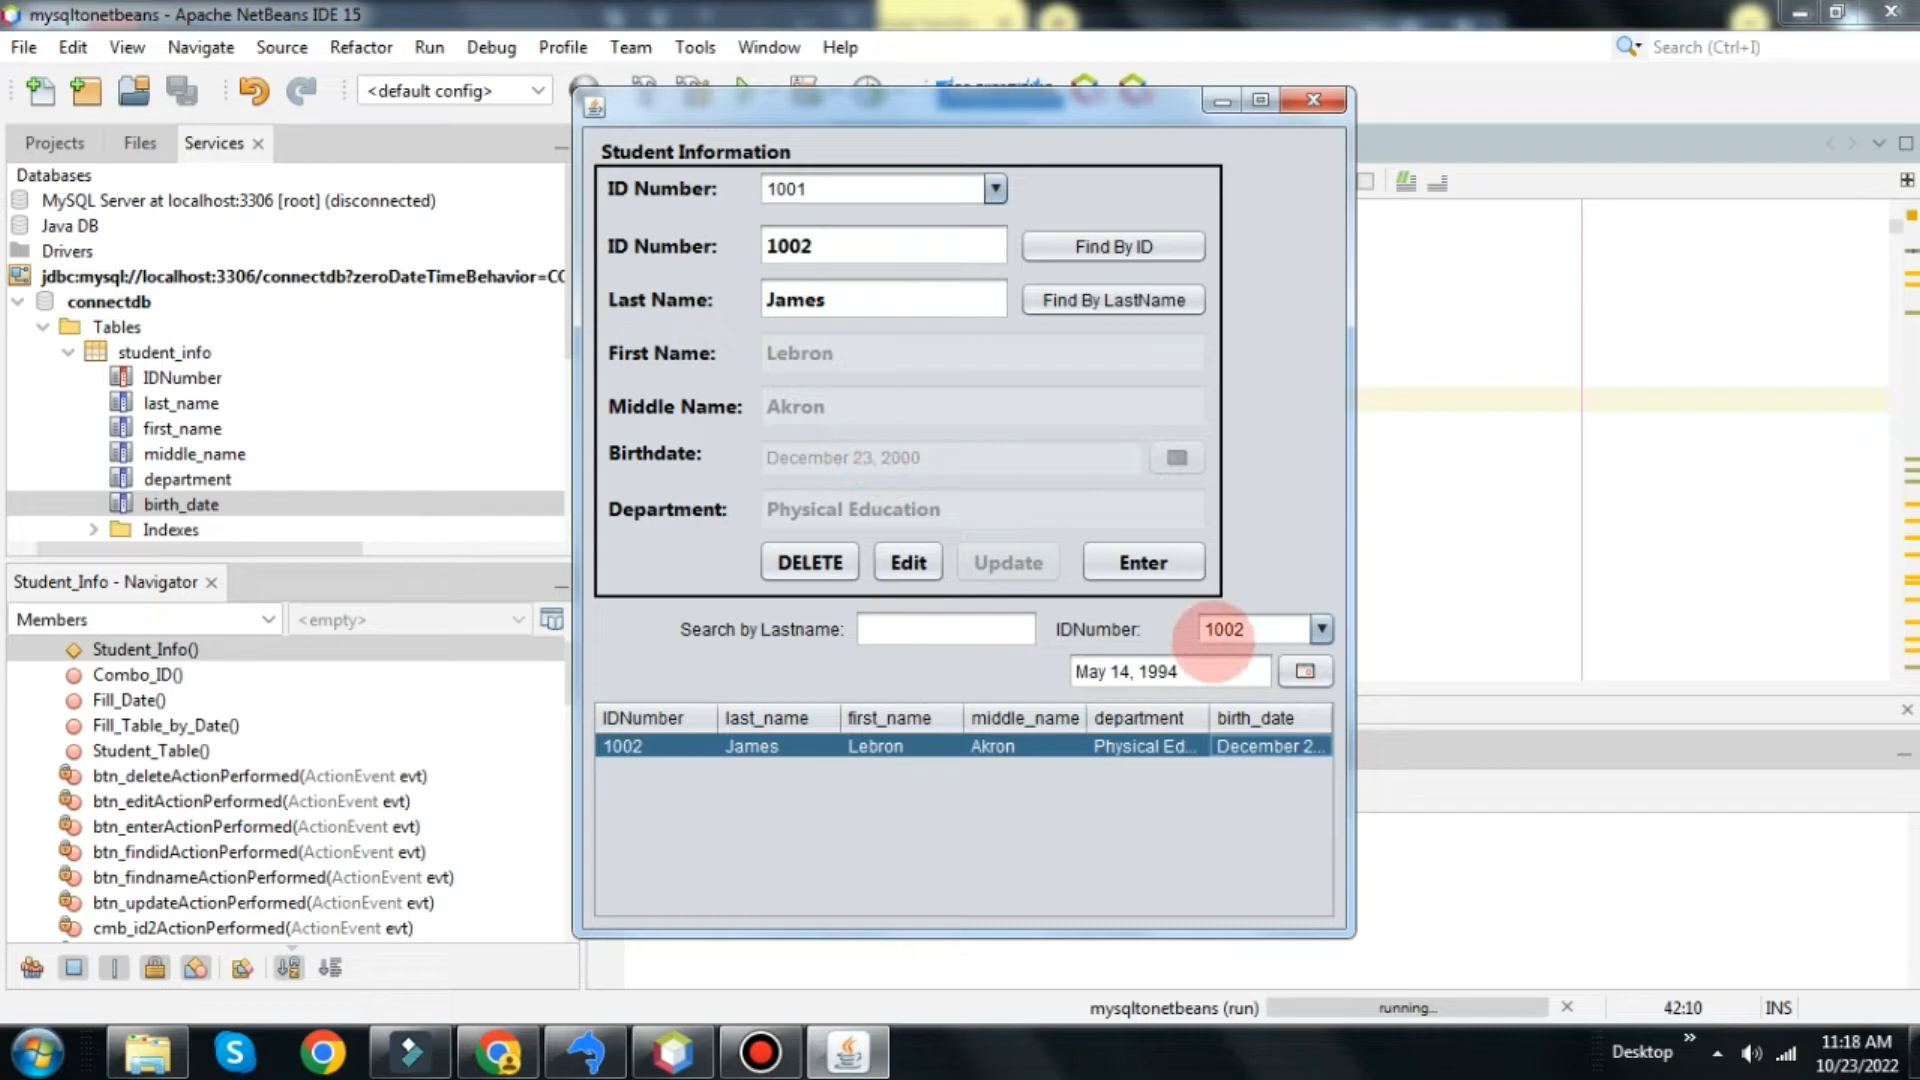 mysqltonetbeans - Apache NetBeans IDE 15
File Edit View Navigate Source Refactor Run Debug Profile Team Tools Window Help
Search (Ctrl+I)
<default config>
Projects Files Services
Databases
MySQL Server at localhost:3306 [root] (disconnected)
Java DB
Drivers
jdbc:mysql://localhost:3306/connectdb?zeroDateTimeBehavior=CO
connectdb
Tables
student_info
IDNumber
last_name
first_name
middle_name
department
birth_date
Indexes
Student_Info - Navigator
Members <empty>
Student_Info()
Combo_ID()
Fill_Date()
Fill_Table_by_Date()
Student_Table()
btn_deleteActionPerformed(ActionEvent evt)
btn_editActionPerformed(ActionEvent evt)
btn_enterActionPerformed(ActionEvent evt)
btn_findidActionPerformed(ActionEvent evt)
btn_findnameActionPerformed(ActionEvent evt)
btn_updateActionPerformed(ActionEvent evt)
cmb_id2ActionPerformed(ActionEvent evt)
Student Information
ID Number: 1001
ID Number: 1002 Find By ID
Last Name: James Find By LastName
First Name: Lebron
Middle Name: Akron
Birthdate: December 23, 2000
Department: Physical Education
DELETE Edit Update Enter
Search by Lastname: IDNumber: 1002
May 14, 1994
IDNumber last_name first_name middle_name department birth_date
1002 James Lebron Akron Physical Ed... December 2...
mysqltonetbeans (run) running... 42:10 INS
Desktop
11:18 AM
10/23/2022